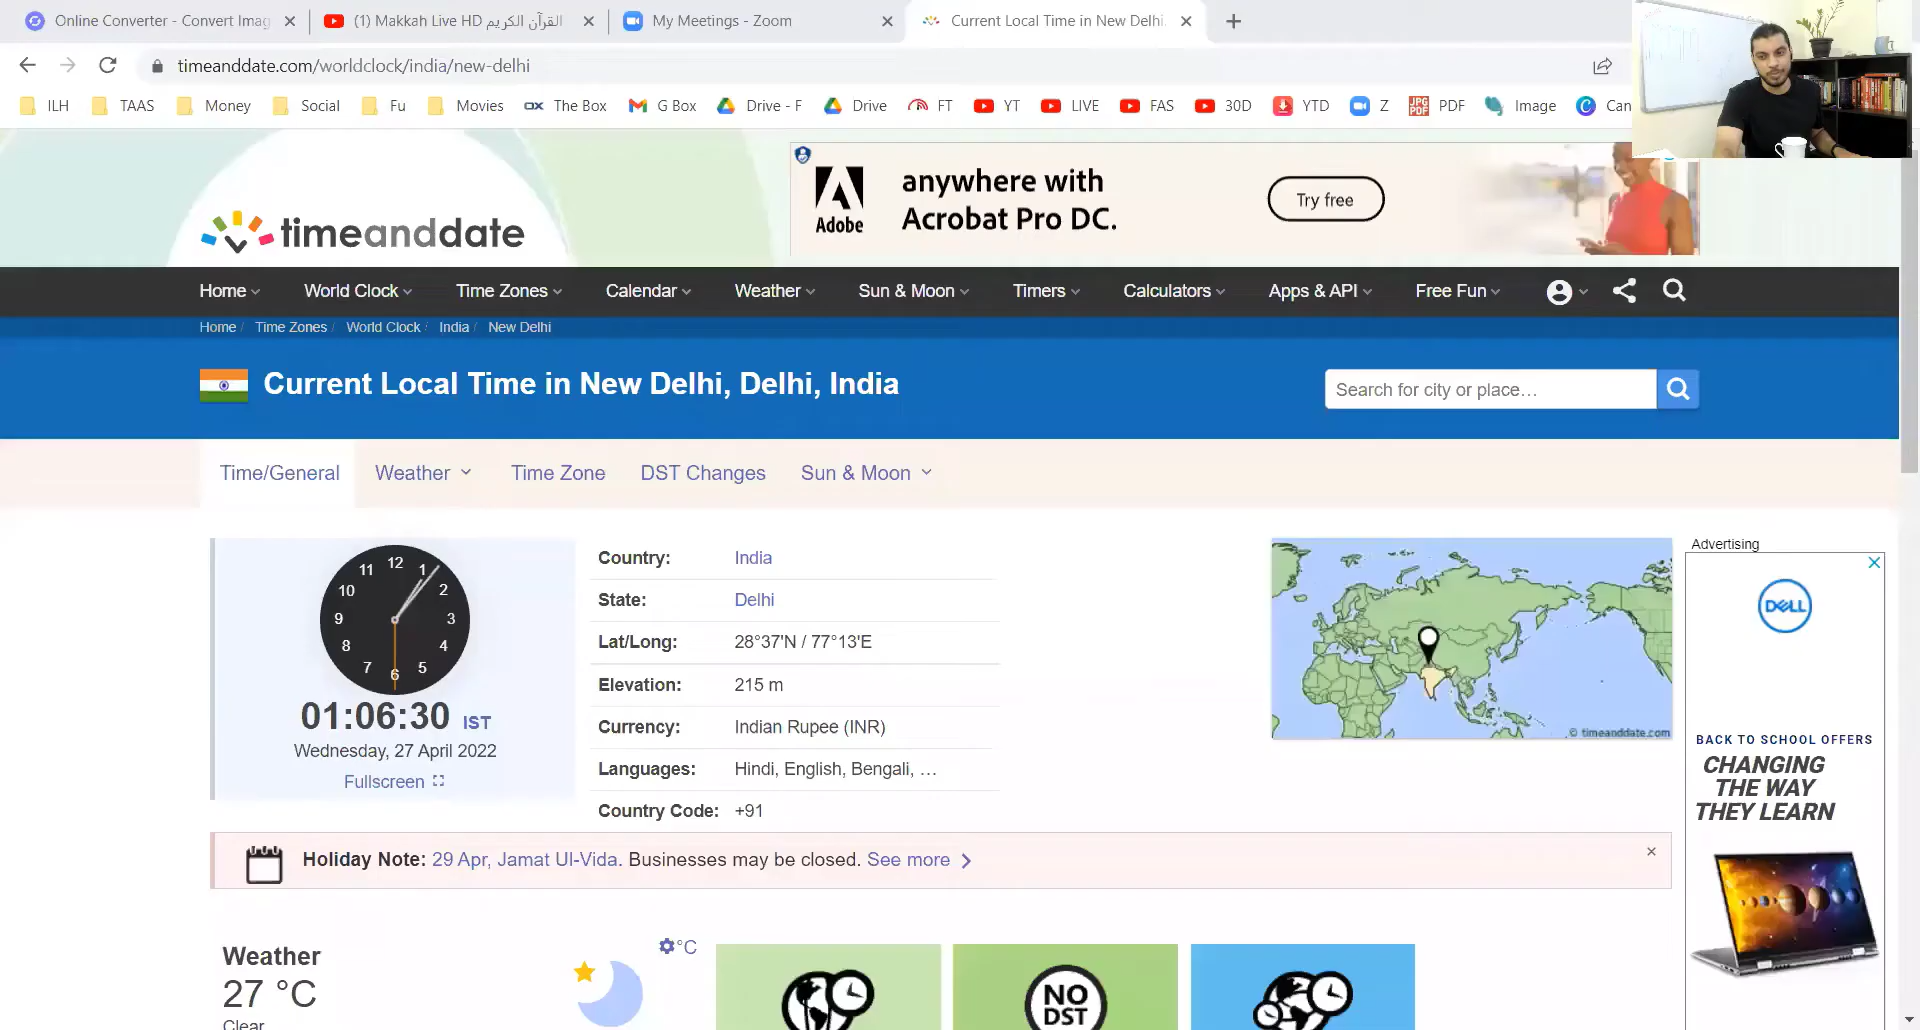 Online Converter - Convert Imag
(1) Makkah Live HD القرآن الكريم
My Meetings - Zoom
Current Local Time in New Delhi,
timeanddate.com/worldclock/india/new-delhi
ILH
TAAS
Money
Social
Fu
Movies
The Box
G Box
Drive - F
Drive
FT
YT
LIVE
FAS
30D
YTD
Z
JPG
PDF
PDF
Image
Can
Adobe
anywhere with
Acrobat Pro DC.
Try free
timeanddate
Home
World Clock
Time Zones
Calendar
Weather
Sun & Moon
Timers
Calculators
Apps & API
Free Fun
Home / Time Zones / World Clock / India / New Delhi
Current Local Time in New Delhi, Delhi, India
Search for city or place…
Time/General
Weather
Time Zone
DST Changes
Sun & Moon
12
1
2
3
4
5
6
7
8
9
10
11
01:06:30 IST
Wednesday, 27 April 2022
Fullscreen
Country: India
State: Delhi
Lat/Long: 28°37'N / 77°13'E
Elevation: 215 m
Currency: Indian Rupee (INR)
Languages: Hindi, English, Bengali, …
Country Code: +91
© timeanddate.com
Advertising
DELL
BACK TO SCHOOL OFFERS
CHANGING
THE WAY
THEY LEARN
Holiday Note: 29 Apr, Jamat Ul-Vida. Businesses may be closed. See more
Weather
°C
27 °C
Clear
NO
DST